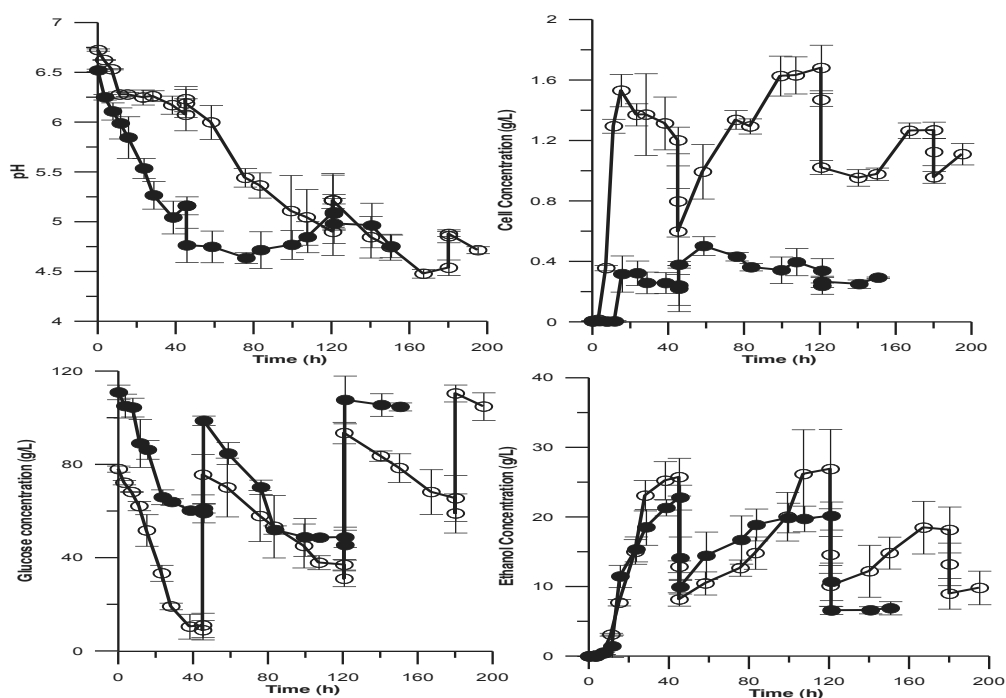 7
6.5
6
5.5
5
4.5
4
pH
0 40 80 120 160 200
Time (h)
2
1.6
1.2
0.8
0.4
0
Cell Concentration (g/L)
0 40 80 120 160 200
Time (h)
120
80
40
0
Glucose concentration (g/L)
0 40 80 120 160 200
Time (h)
40
30
20
10
0
Ethanol Concentration (g/L)
0 40 80 120 160 200
Time (h)